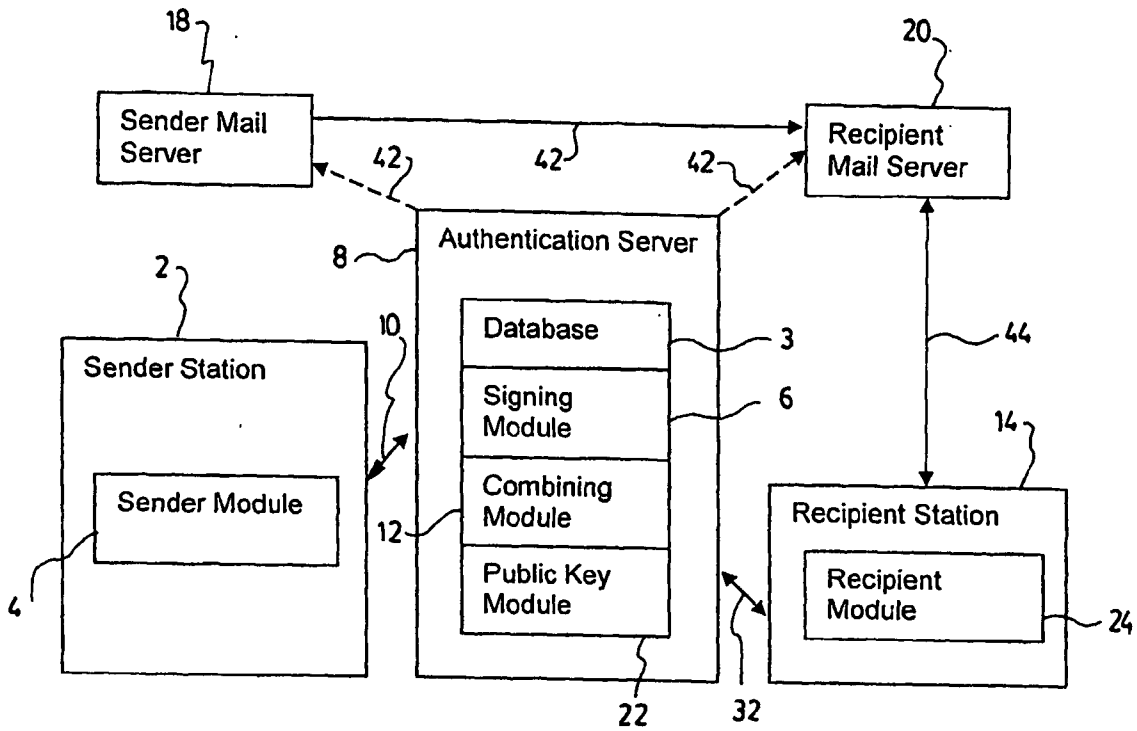 18
20
Sender Mail
Server
42
42
42
Recipient
Mail Server
8
Authentication Server
2
10
Sender Station
Database
3
44
Signing
Module
6
14
Sender Module
Combining
Module
12
Recipient Station
4
Public Key
Module
Recipient
Module
24
22
32